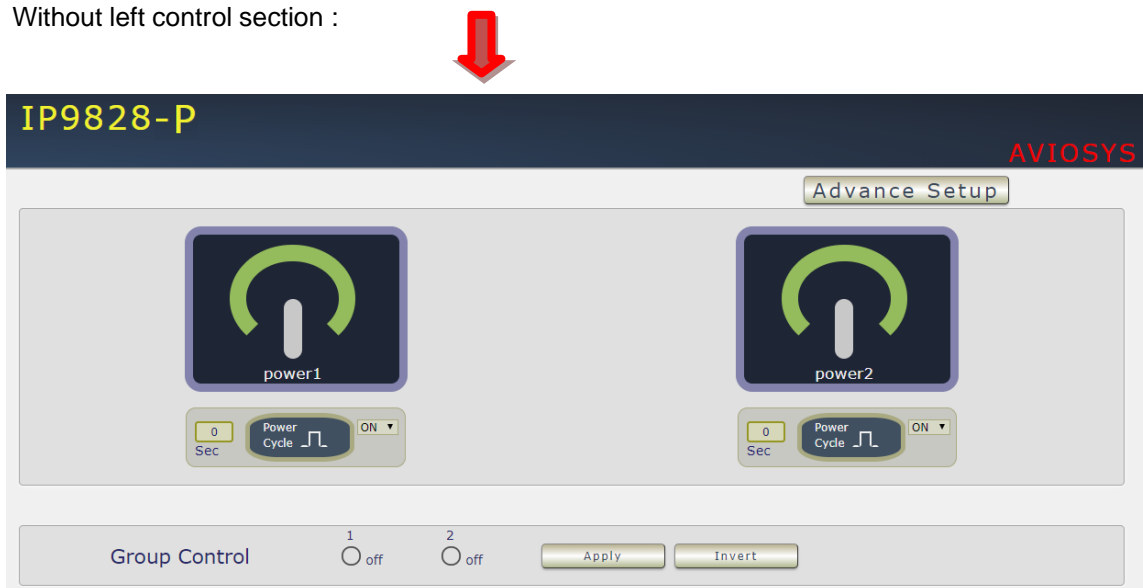 Without left control section :
IP9828-P
AVIOSYS
Advance Setup
power1
power2
0
Sec
Power
Cycle
ON
0
Sec
Power
Cycle
ON
Group Control
1
off
2
off
Apply
Invert